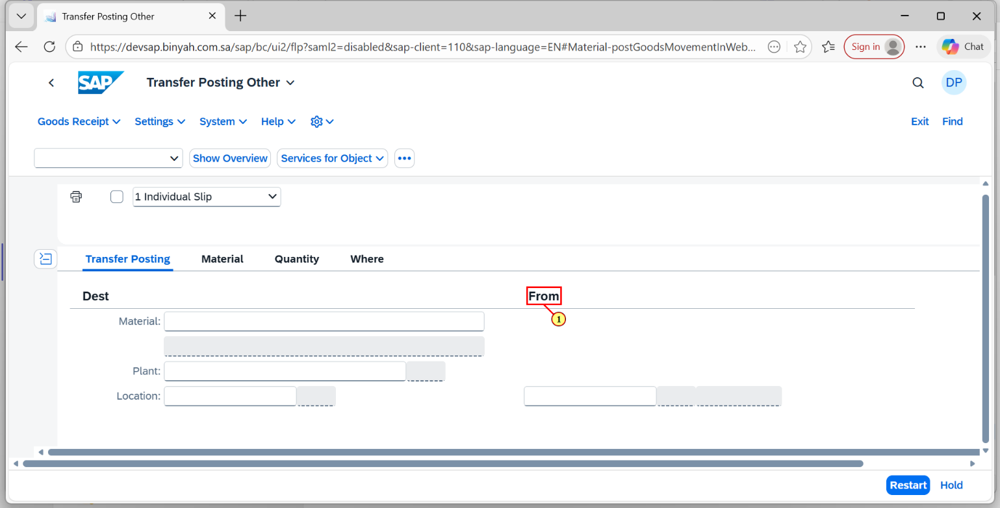 Transfer Posting Other
https://devsap.binyah.com.sa/sap/bc/ui2/flp?saml2=disabled&sap-client=110&sap-language=EN#Material-postGoodsMovementInWeb...
Sign in
Chat
SAP
Transfer Posting Other
DP
Goods Receipt
Settings
System
Help
Exit
Find
Show Overview
Services for Object
1 Individual Slip
Transfer Posting
Material
Quantity
Where
Dest
From
1
Material:
Plant:
Location:
Restart
Hold